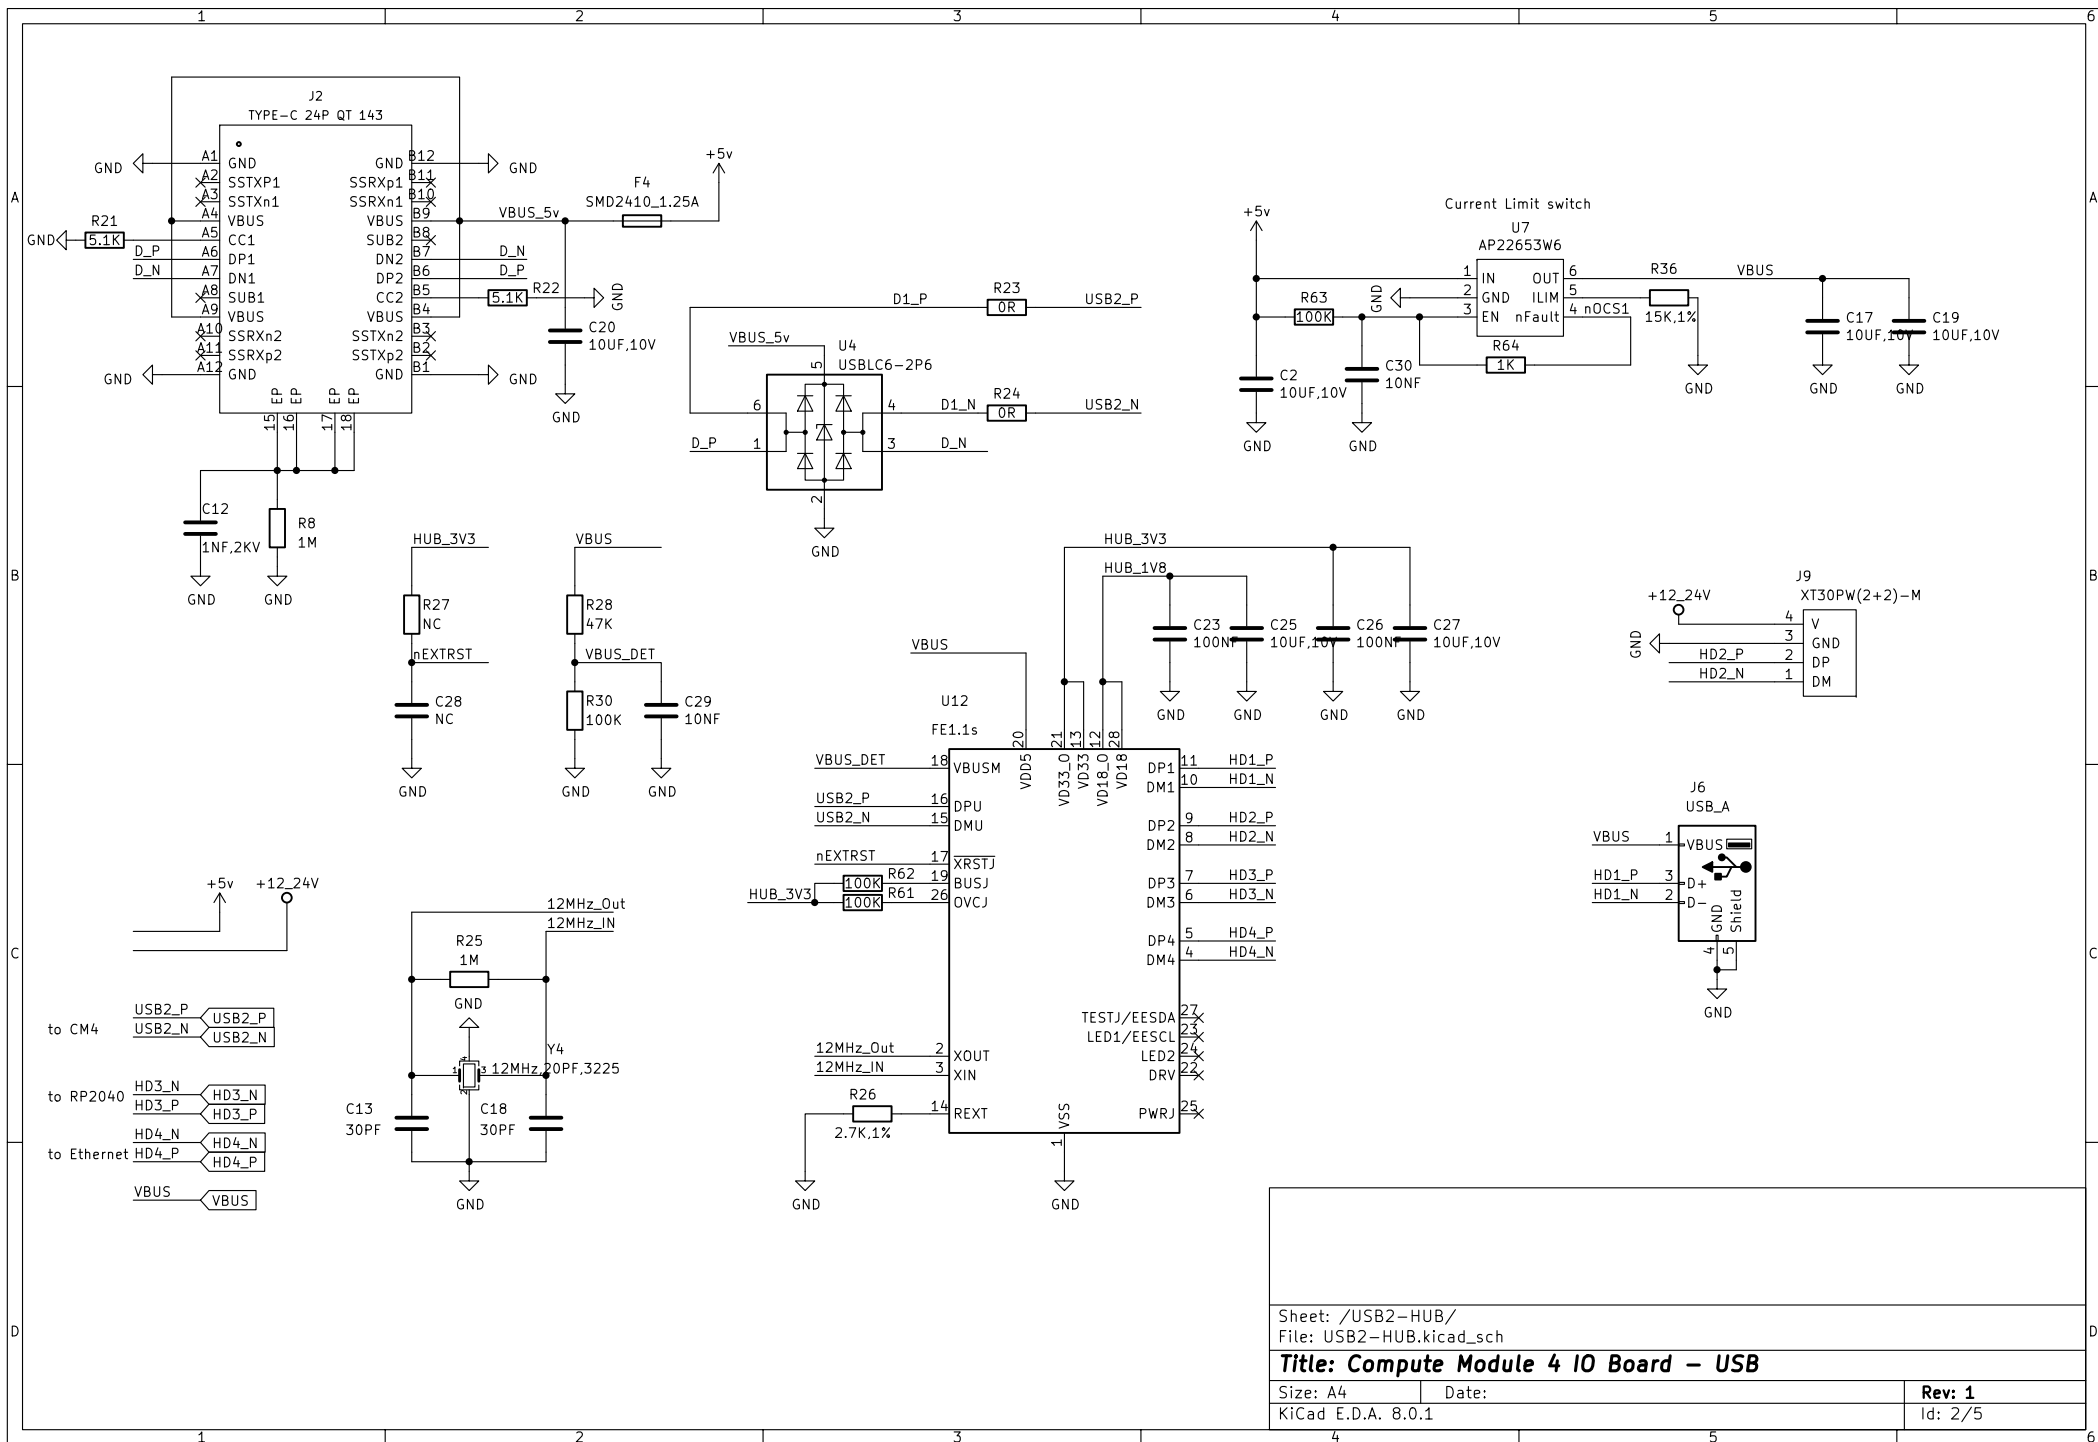 1 2 3 4 5 6
A
B
C
D
A
B
C
D
J2
TYPE-C 24P QT 143
GND A1 GND
A2 SSTXP1
A3 SSTXn1
A4 VBUS
R21
GND 5.1K A5 CC1
D_P A6 DP1
D_N A7 DN1
A8 SUB1
A9 VBUS
A10 SSRXn2
A11 SSRXp2
GND A12 GND
GND B12 GND
SSRXp1 B11
SSRXn1 B10
VBUS B9 VBUS_5v
SUB2 B8
DN2 B7 D_N
DP2 B6 D_P
CC2 B5 5.1K R22 GND
VBUS B4
SSTXn2 B3
SSTXp2 B2
GND B1 GND
EP EP EP EP
15 16 17 18
F4
SMD2410_1.25A
+5v
C20
10UF,10V
GND
C12
1NF,2KV
GND
R8
1M
GND
D1_P
R23
0R
USB2_P
VBUS_5v
U4
USBLC6-2P6
5
6
4
D1_N
R24
0R
USB2_N
D_P 1
3 D_N
2
GND
Current Limit switch
U7
AP22653W6
+5v
1 IN
2 GND
3 EN
OUT 6
ILIM 5
nFault 4 nOCS1
GND
R63
100K
R64
1K
R36
15K,1%
VBUS
C2
10UF,10V
GND
C30
10NF
GND
GND
C17
10UF,10V
GND
C19
10UF,10V
GND
HUB_3V3
R27
NC
nEXTRST
C28
NC
GND
VBUS
R28
47K
VBUS_DET
R30
100K
GND
C29
10NF
GND
HUB_3V3
HUB_1V8
VBUS
C23
100NF
GND
C25
10UF,10V
GND
C26
100NF
GND
C27
10UF,10V
GND
U12
FE1.1s
20 VDD5
21 VD33_O
13 VD33
12 VD18_O
28 VD18
VBUS_DET 18 VBUSM
USB2_P 16 DPU
USB2_N 15 DMU
nEXTRST 17 XRSTJ
100K R62 19 BUSJ
HUB_3V3 100K R61 26 OVCJ
12MHz_Out 2 XOUT
12MHz_IN 3 XIN
R26
2.7K,1%
14 REXT
GND
VSS
1
GND
DP1 11 HD1_P
DM1 10 HD1_N
DP2 9 HD2_P
DM2 8 HD2_N
DP3 7 HD3_P
DM3 6 HD3_N
DP4 5 HD4_P
DM4 4 HD4_N
TESTJ/EESDA 27
LED1/EESCL 23
LED2 24
DRV 22
PWRJ 25
J9
XT30PW(2+2)-M
+12_24V
4 V
GND 3 GND
HD2_P 2 DP
HD2_N 1 DM
J6
USB_A
VBUS 1 VBUS
HD1_P 3 D+
HD1_N 2 D-
GND Shield
4 5
GND
+5v +12_24V
to CM4
USB2_P USB2_P
USB2_N USB2_N
to RP2040
HD3_N HD3_N
HD3_P HD3_P
to Ethernet
HD4_N HD4_N
HD4_P HD4_P
VBUS VBUS
12MHz_Out
12MHz_IN
R25
1M
GND
Y4
12MHz,20PF,3225
1 2 3 4
C13
30PF
C18
30PF
GND
Sheet: /USB2-HUB/
File: USB2-HUB.kicad_sch
Title: Compute Module 4 IO Board - USB
Size: A4 Date: Rev: 1
KiCad E.D.A. 8.0.1 Id: 2/5
1 2 3 4 5 6